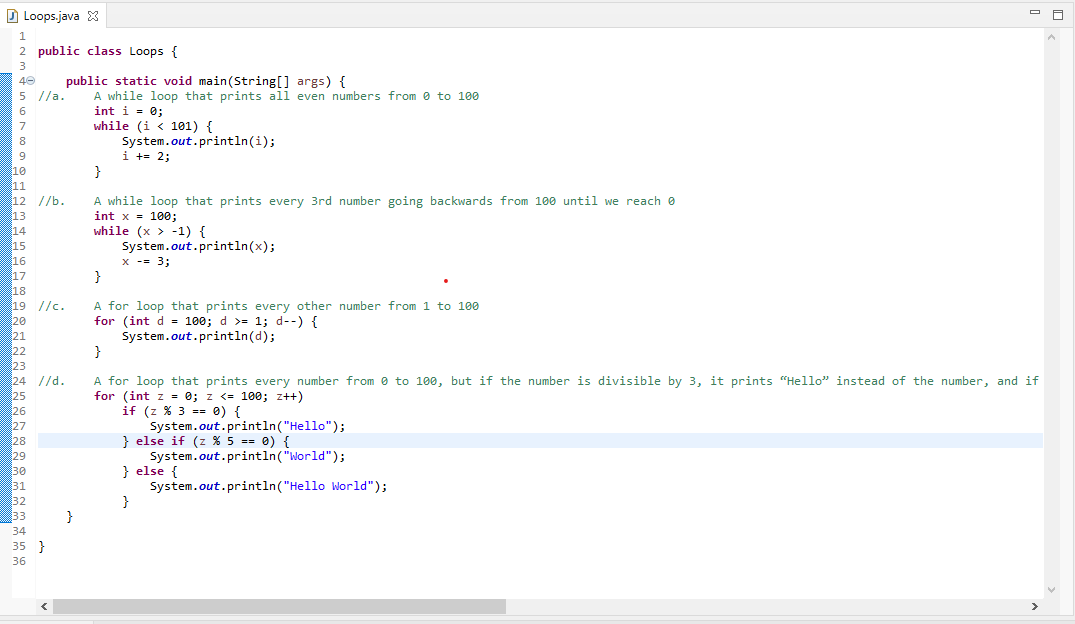 Loops.java
1
2 public class Loops {
3
4 public static void main(String[] args) {
5 //a. A while loop that prints all even numbers from 0 to 100
6 int i = 0;
7 while (i < 101) {
8 System.out.println(i);
9 i += 2;
10 }
11
12 //b. A while loop that prints every 3rd number going backwards from 100 until we reach 0
13 int x = 100;
14 while (x > -1) {
15 System.out.println(x);
16 x -= 3;
17 }
18
19 //c. A for loop that prints every other number from 1 to 100
20 for (int d = 100; d >= 1; d--) {
21 System.out.println(d);
22 }
23
24 //d. A for loop that prints every number from 0 to 100, but if the number is divisible by 3, it prints “Hello” instead of the number, and if
25 for (int z = 0; z <= 100; z++)
26 if (z % 3 == 0) {
27 System.out.println("Hello");
28 } else if (z % 5 == 0) {
29 System.out.println("World");
30 } else {
31 System.out.println("Hello World");
32 }
33 }
34
35 }
36